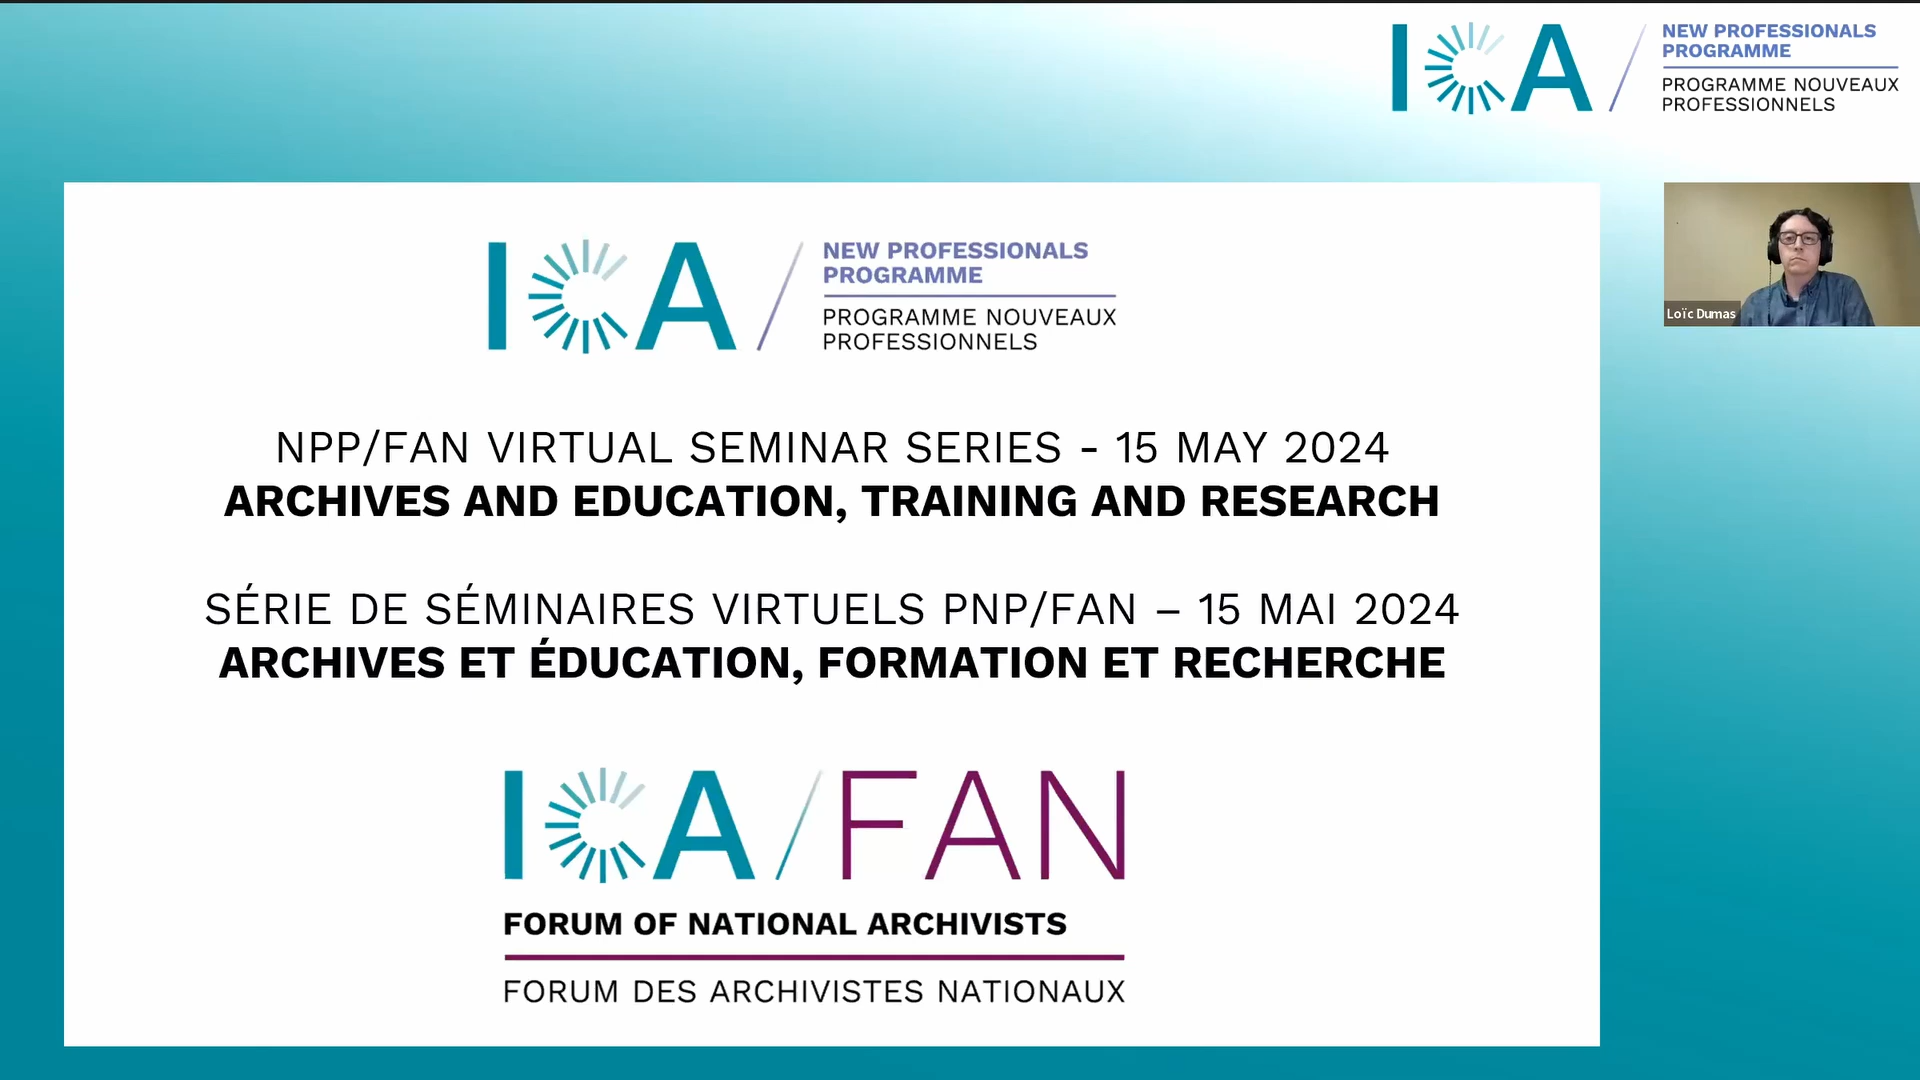 ICA
NEW PROFESSIONALS
PROGRAMME
PROGRAMME NOUVEAUX
PROFESSIONNELS
ICA
NEW PROFESSIONALS
PROGRAMME
PROGRAMME NOUVEAUX
PROFESSIONNELS
Loïc Dumas
NPP/FAN VIRTUAL SEMINAR SERIES - 15 MAY 2024
ARCHIVES AND EDUCATION, TRAINING AND RESEARCH
SÉRIE DE SÉMINAIRES VIRTUELS PNP/FAN – 15 MAI 2024
ARCHIVES ET ÉDUCATION, FORMATION ET RECHERCHE
ICA/FAN
FORUM OF NATIONAL ARCHIVISTS
FORUM DES ARCHIVISTES NATIONAUX